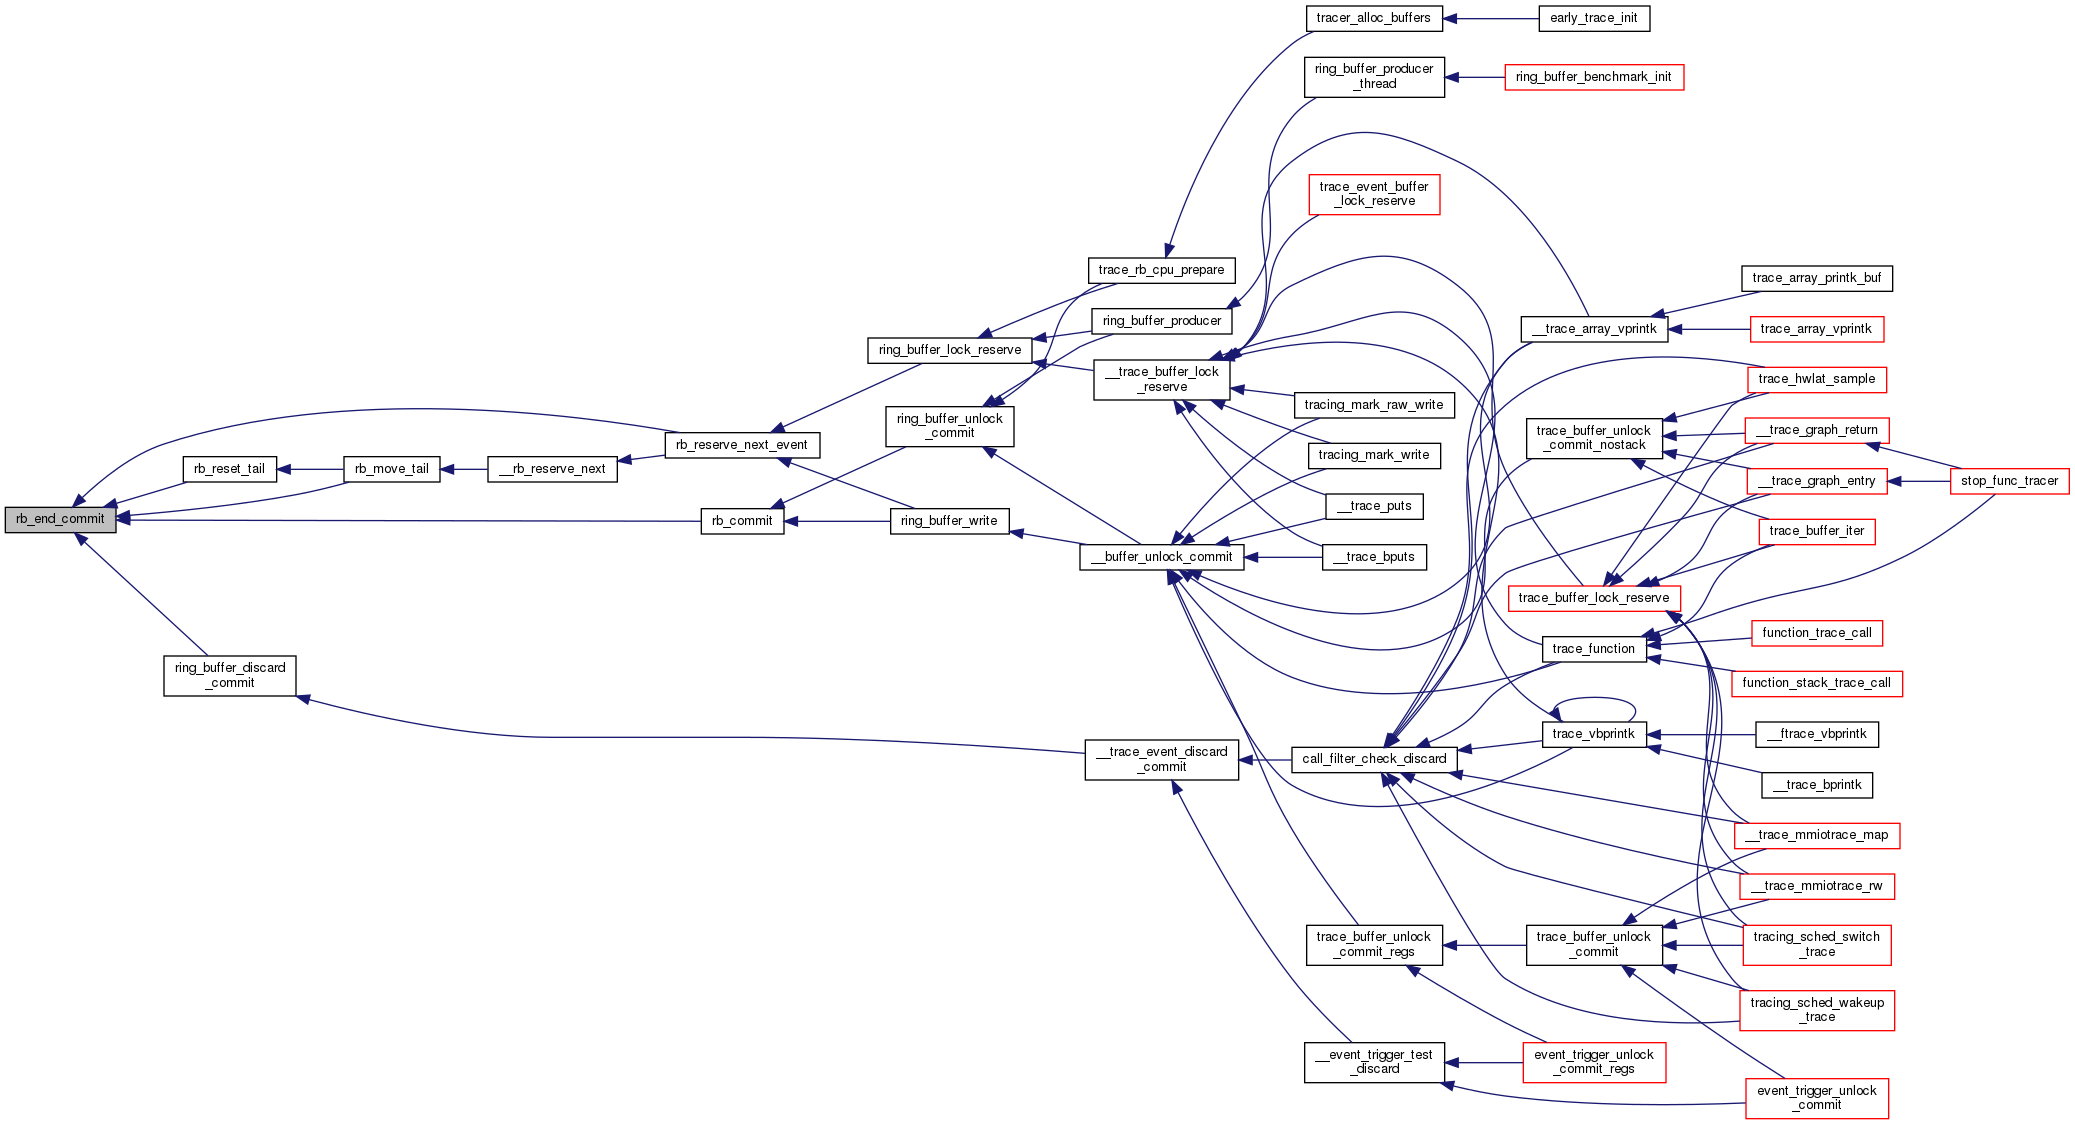 tracer_alloc_buffers
early_trace_init
ring_buffer_producer
_thread
ring_buffer_benchmark_init
trace_event_buffer
_lock_reserve
trace_rb_cpu_prepare
trace_array_printk_buf
ring_buffer_producer
__trace_array_vprintk
trace_array_vprintk
ring_buffer_lock_reserve
__trace_buffer_lock
_reserve
trace_hwlat_sample
tracing_mark_raw_write
ring_buffer_unlock
_commit
trace_buffer_unlock
_commit_nostack
__trace_graph_return
rb_reserve_next_event
tracing_mark_write
rb_reset_tail
rb_move_tail
__rb_reserve_next
__trace_graph_entry
stop_func_tracer
__trace_puts
rb_end_commit
rb_commit
ring_buffer_write
trace_buffer_iter
__buffer_unlock_commit
__trace_bputs
trace_buffer_lock_reserve
function_trace_call
trace_function
ring_buffer_discard
_commit
function_stack_trace_call
trace_vbprintk
__ftrace_vbprintk
__trace_event_discard
_commit
call_filter_check_discard
__trace_bprintk
__trace_mmiotrace_map
__trace_mmiotrace_rw
trace_buffer_unlock
_commit_regs
trace_buffer_unlock
_commit
tracing_sched_switch
_trace
tracing_sched_wakeup
_trace
__event_trigger_test
_discard
event_trigger_unlock
_commit_regs
event_trigger_unlock
_commit